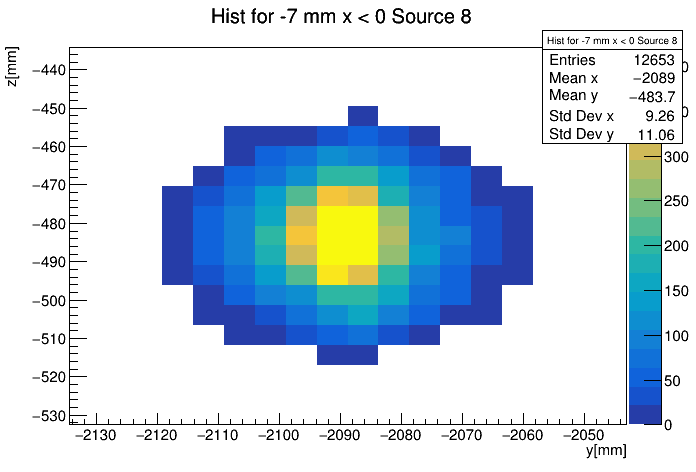 Hist for -7 mm x < 0 Source 8
Hist for -7 mm x < 0 Source 8
Entries 12653
Mean x −2089
Mean y −483.7
Std Dev x 9.26
Std Dev y 11.06
z[mm]
−440
−450
−460
−470
−480
−490
−500
−510
−520
−530
0
0
300
250
200
150
100
50
0
−2130 −2120 −2110 −2100 −2090 −2080 −2070 −2060 −2050
y[mm]